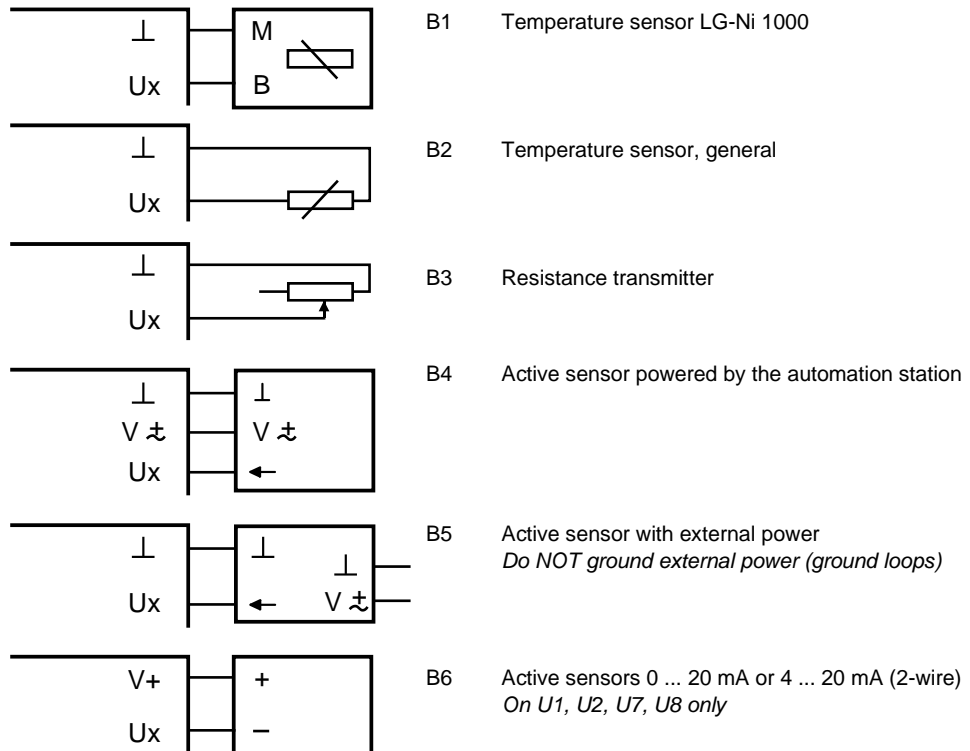 ⊥ M B1 Temperature sensor LG-Ni 1000
Ux B
⊥ B2 Temperature sensor, general
Ux
⊥ B3 Resistance transmitter
Ux
⊥ ⊥ B4 Active sensor powered by the automation station
V ≂ V ≂
Ux
⊥ ⊥ B5 Active sensor with external power
⊥ Do NOT ground external power (ground loops)
Ux V ≂
V+ + B6 Active sensors 0 ... 20 mA or 4 ... 20 mA (2-wire)
On U1, U2, U7, U8 only
Ux –